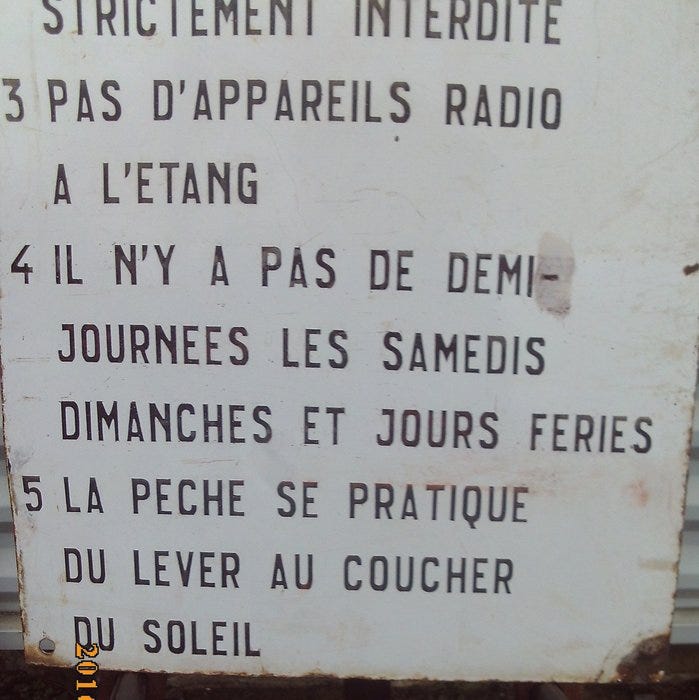 STRICTEMENT INTERDITE
3 PAS D'APPAREILS RADIO
A L'ETANG
4 IL N'Y A PAS DE DEMI-
JOURNEES LES SAMEDIS
DIMANCHES ET JOURS FERIES
5 LA PECHE SE PRATIQUE
DU LEVER AU COUCHER
DU SOLEIL